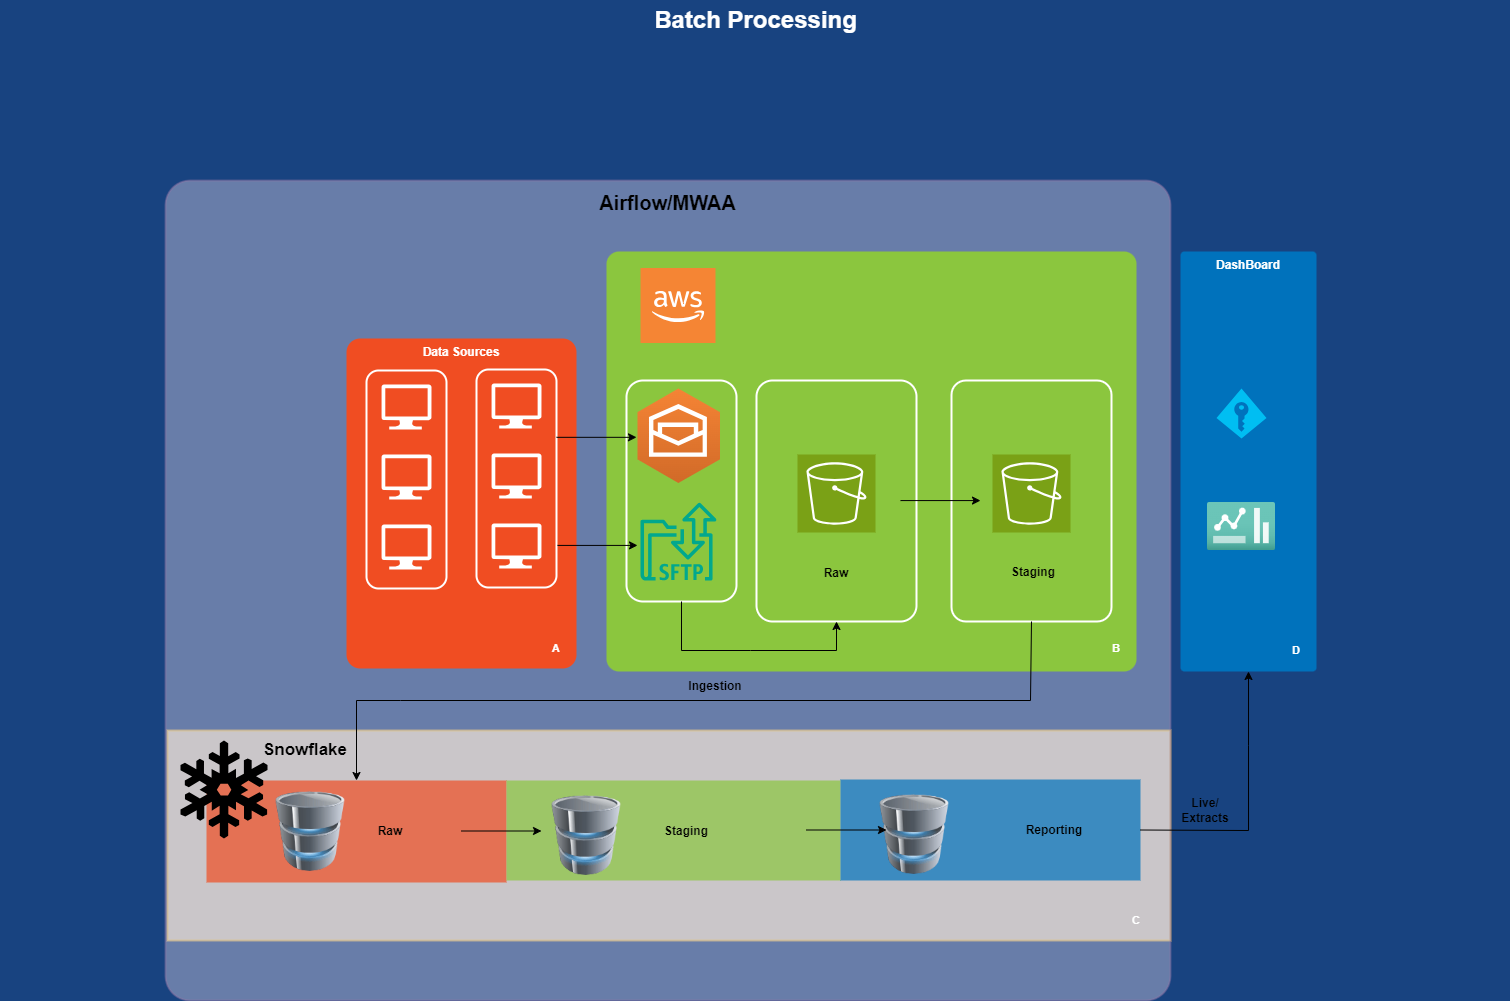 Batch Processing
Airflow/MWAA
DashBoard
aws
Data Sources
SFTP
Raw
Staging
A
B
D
Ingestion
Snowflake
Raw
Staging
Reporting
Live/
Extracts
C